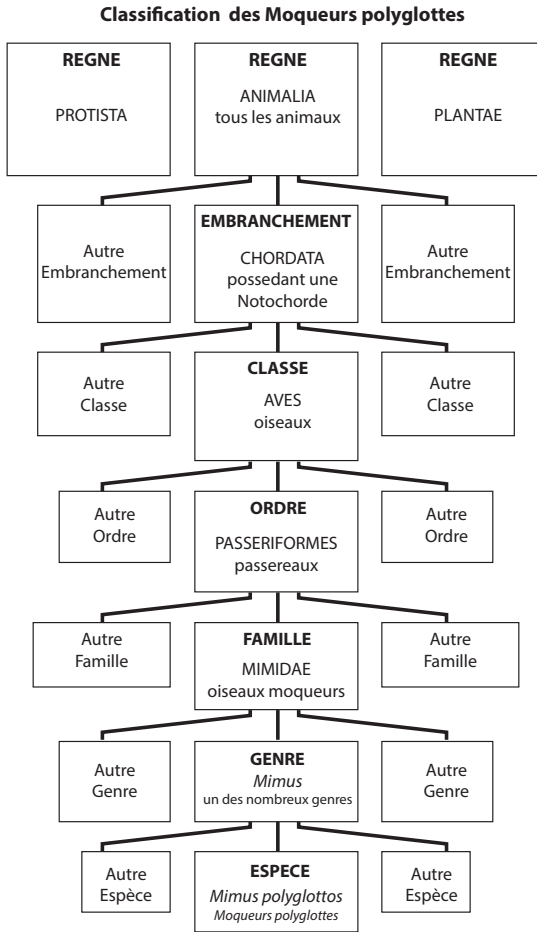 Classification des Moqueurs polyglottes
REGNE
PROTISTA
REGNE
ANIMALIA
tous les animaux
REGNE
PLANTAE
Autre
Embranchement
EMBRANCHEMENT
CHORDATA
possedant une
Notochorde
Autre
Embranchement
Autre
Classe
CLASSE
AVES
oiseaux
Autre
Classe
Autre
Ordre
ORDRE
PASSERIFORMES
passereaux
Autre
Ordre
Autre
Famille
FAMILLE
MIMIDAE
oiseaux moqueurs
Autre
Famille
Autre
Genre
GENRE
Mimus
un des nombreux genres
Autre
Genre
Autre
Espèce
ESPECE
Mimus polyglottos
Moqueurs polyglottes
Autre
Espèce